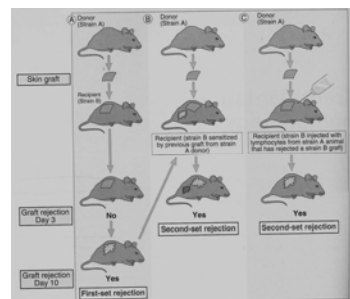 A
Donor
(Strain A)
B
Donor
(Strain A)
C
Donor
(Strain A)
Skin graft
Recipient
(Strain B)
Recipient (strain B sensitized
by previous graft from strain
A donor)
Recipient (strain B injected with
lymphocytes from strain A animal
that has rejected a strain B graft)
Graft rejection
Day 3
No
Yes
Second-set rejection
Yes
Second-set rejection
Graft rejection
Day 10
Yes
First-set rejection